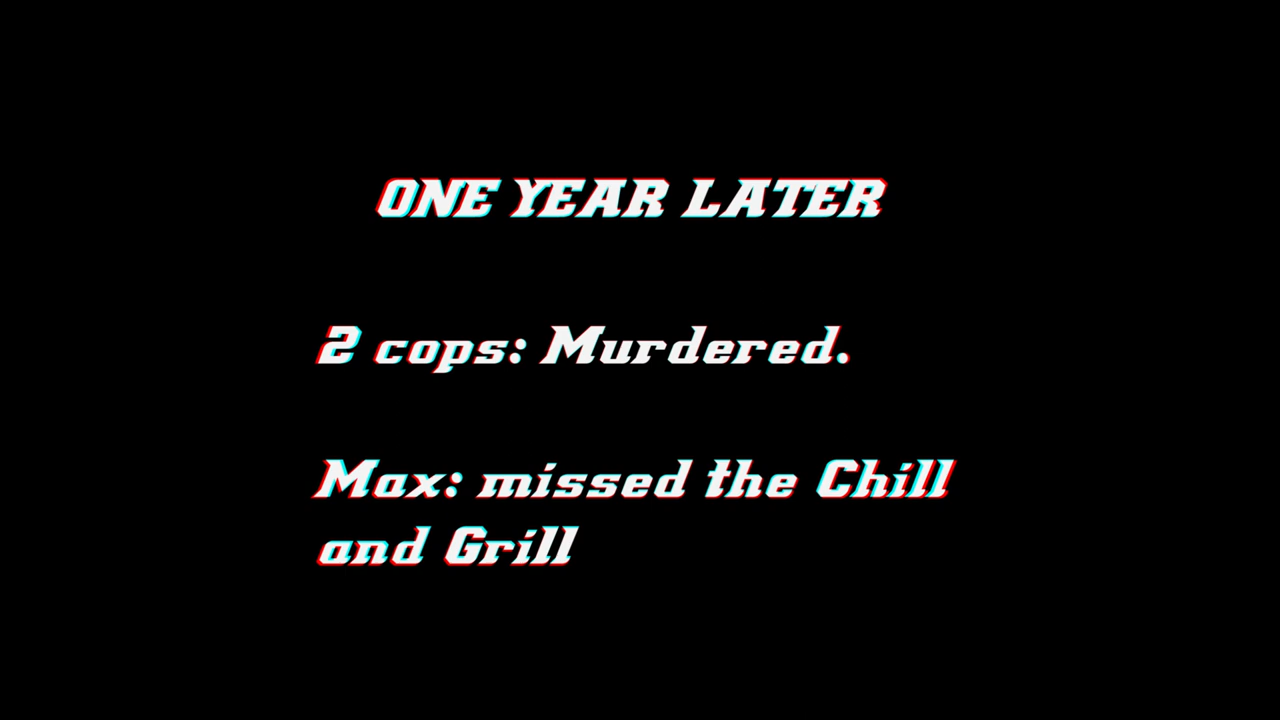 ONE YEAR LATER
2 cops: Murdered.
Max: missed the Chill
and Grill